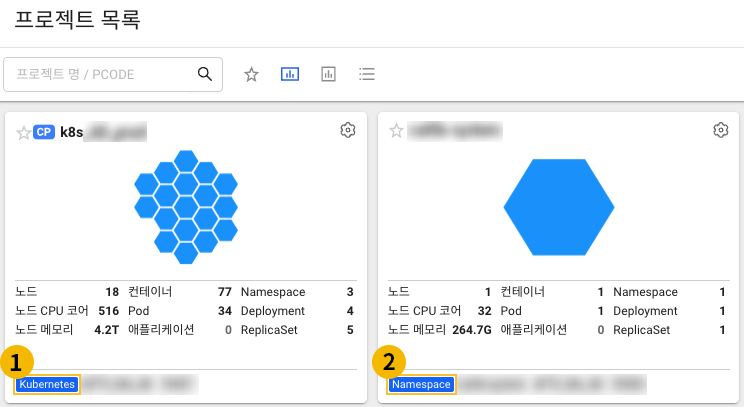 프로젝트 목록
프로젝트 명 / PCODE
CP k8s
노드 18 컨테이너 77 Namespace 3
노드 CPU 코어 516 Pod 34 Deployment 4
노드 메모리 4.2T 애플리케이션 0 ReplicaSet 5
1
Kubernetes
노드 1 컨테이너 1 Namespace 1
노드 CPU 코어 32 Pod 1 Deployment 1
노드 메모리 264.7G 애플리케이션 0 ReplicaSet 1
2
Namespace